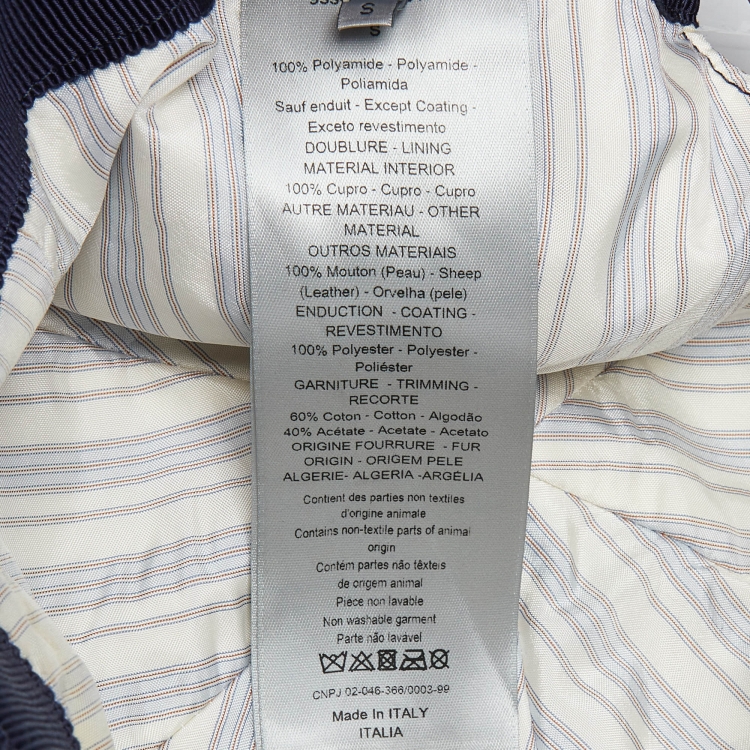 S
S
100% Polyamide - Polyamide -
Poliamida
Sauf enduit - Except Coating -
Exceto revestimento
DOUBLURE - LINING
MATERIAL INTERIOR
100% Cupro - Cupro - Cupro
AUTRE MATERIAU - OTHER
MATERIAL
OUTROS MATERIAIS
100% Mouton (Peau) - Sheep
(Leather) - Orvelha (pele)
ENDUCTION - COATING -
REVESTIMENTO
100% Polyester - Polyester -
Poliéster
GARNITURE - TRIMMING -
RECORTE
60% Coton - Cotton - Algodão
40% Acétate - Acetate - Acetato
ORIGINE FOURRURE - FUR
ORIGIN - ORIGEM PELE
ALGERIE- ALGERIA -ARGÉLIA
Contient des parties non textiles
d'origine animale
Contains non-textile parts of animal
origin
Contém partes não têxteis
de origem animal
Pièce non lavable
Non washable garment
Parte não lavável
CNPJ 02-046-366/0003-99
Made In ITALY
ITALIA